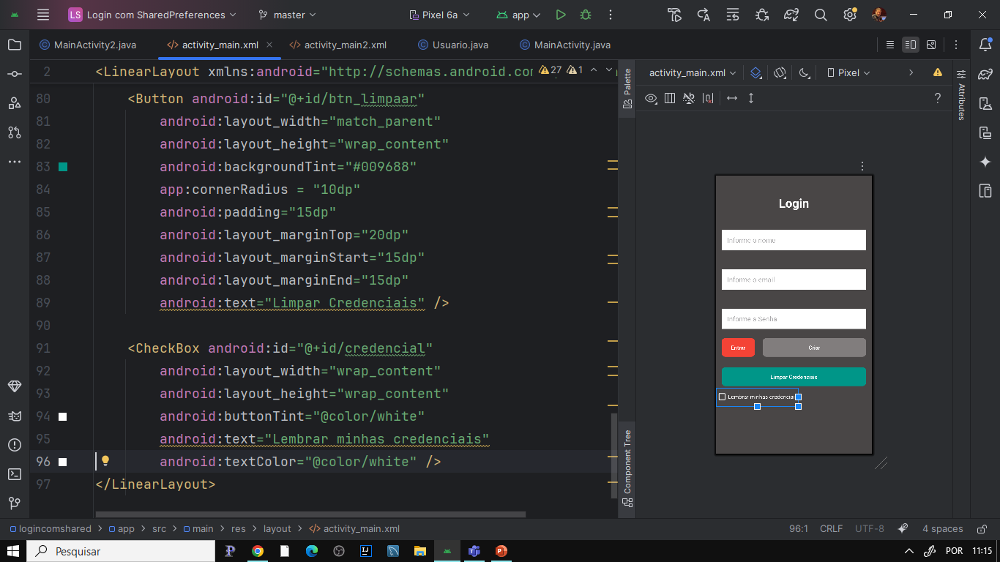 LS Login com SharedPreferences master Pixel 6a app
MainActivity2.java activity_main.xml activity_main2.xml Usuario.java MainActivity.java
2 <LinearLayout xmlns:android="http://schemas.android.com 27 1
80 <Button android:id="@+id/btn_limpaar"
81 android:layout_width="match_parent"
82 android:layout_height="wrap_content"
83 android:backgroundTint="#009688"
84 app:cornerRadius = "10dp"
85 android:padding="15dp"
86 android:layout_marginTop="20dp"
87 android:layout_marginStart="15dp"
88 android:layout_marginEnd="15dp"
89 android:text="Limpar Credenciais" />
90
91 <CheckBox android:id="@+id/credencial"
92 android:layout_width="wrap_content"
93 android:layout_height="wrap_content"
94 android:buttonTint="@color/white"
95 android:text="Lembrar minhas credenciais"
96 android:textColor="@color/white" />
97 </LinearLayout>
Palette
Component Tree
activity_main.xml Pixel
?
Attributes
Login
Informe o nome
Informe o email
Informe a Senha
Entrar Criar
Limpar Credenciais
Lembrar minhas credenciais
logincomshared > app > src > main > res > layout > activity_main.xml 96:1 CRLF UTF-8 4 spaces
Pesquisar POR 11:15